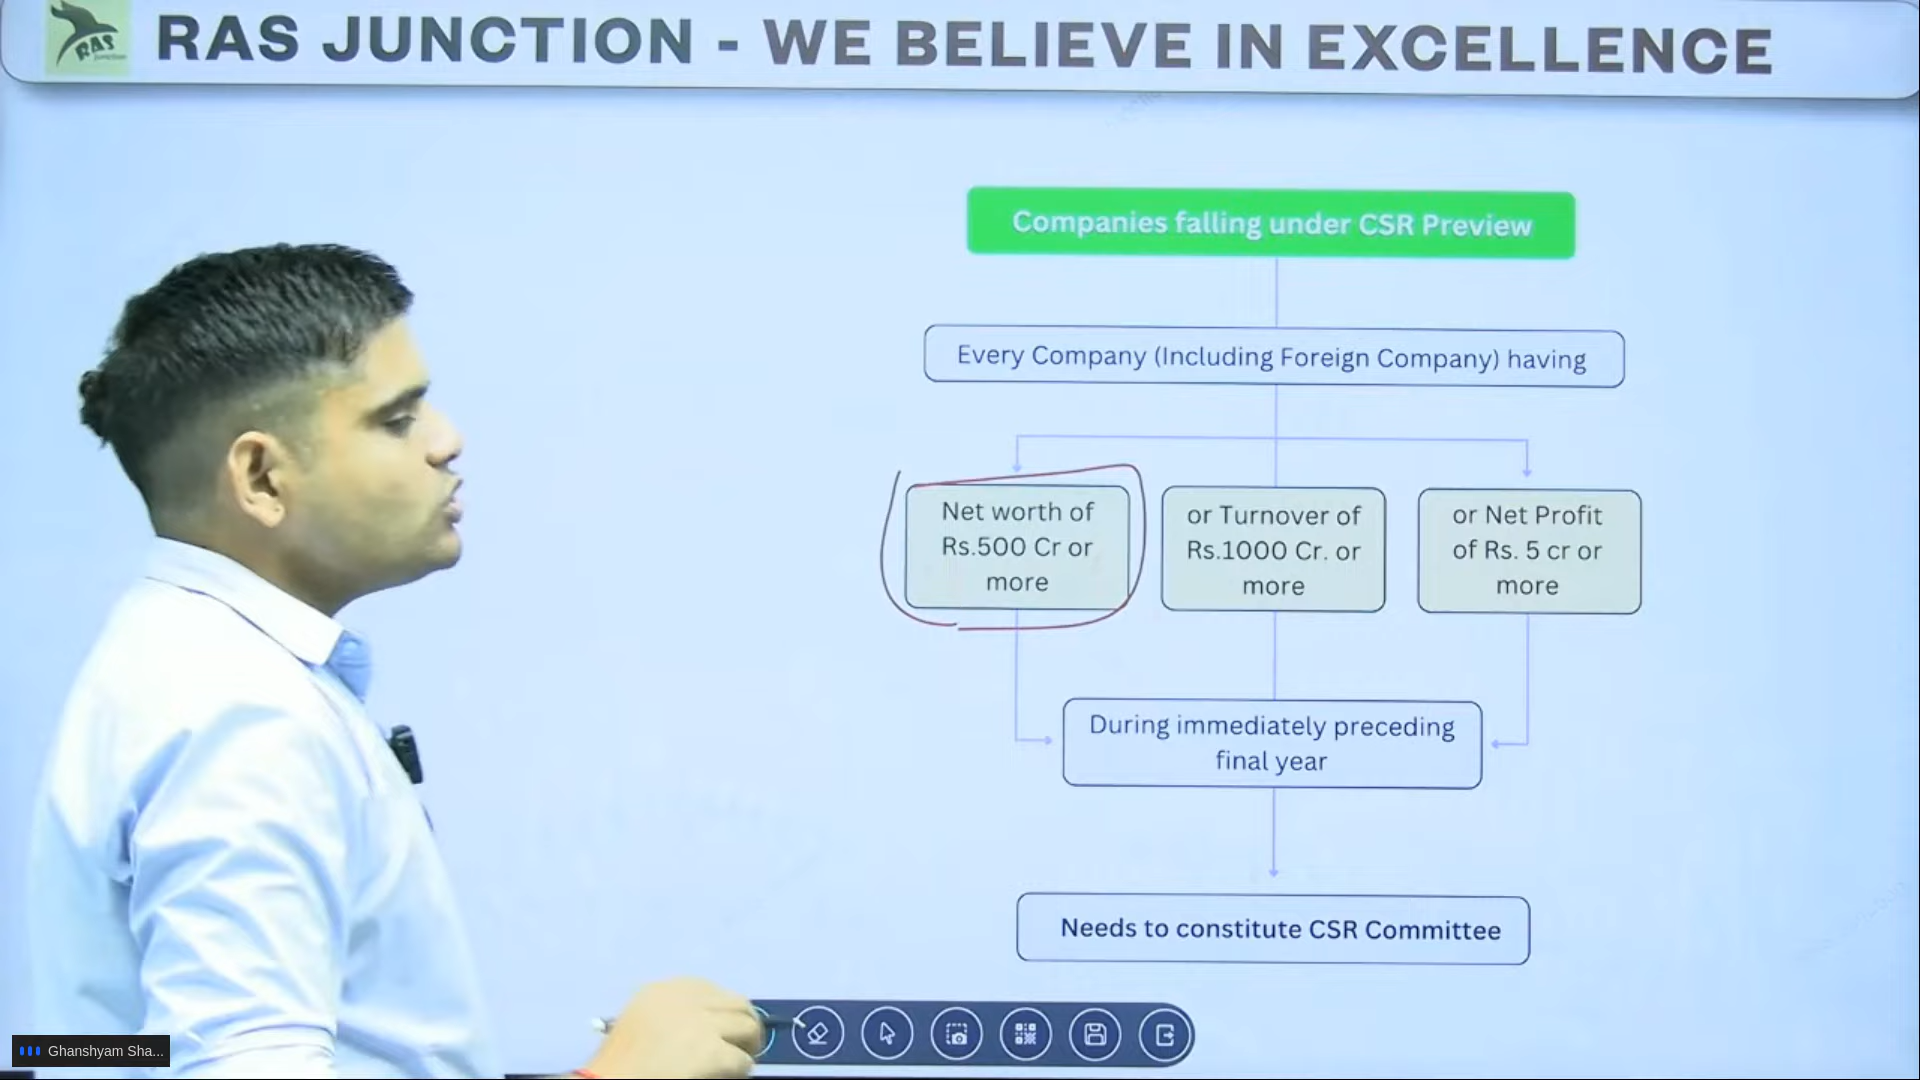 RAS
junction
RAS JUNCTION - WE BELIEVE IN EXCELLENCE
Companies falling under CSR Preview
Every Company (Including Foreign Company) having
Net worth of
Rs.500 Cr or
more
or Turnover of
Rs.1000 Cr. or
more
or Net Profit
of Rs. 5 cr or
more
During immediately preceding
final year
Needs to constitute CSR Committee
Ghanshyam Sha...